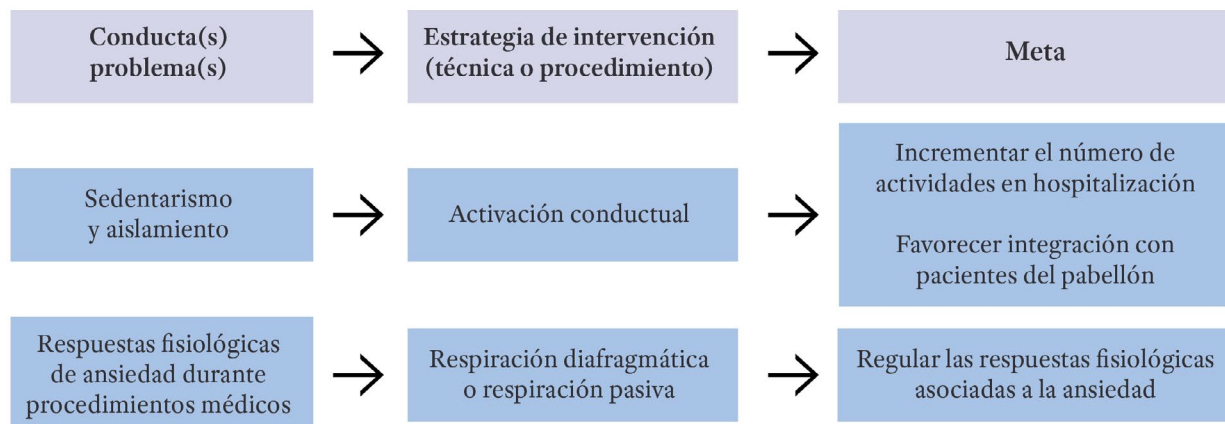 Conducta(s)
problema(s)
Estrategia de intervención
(técnica o procedimiento)
Meta
Sedentarismo
y aislamiento
Activación conductual
Incrementar el número de
actividades en hospitalización
Favorecer integración con
pacientes del pabellón
Respuestas fisiológicas
de ansiedad durante
procedimientos médicos
Respiración diafragmática
o respiración pasiva
Regular las respuestas fisiológicas
asociadas a la ansiedad